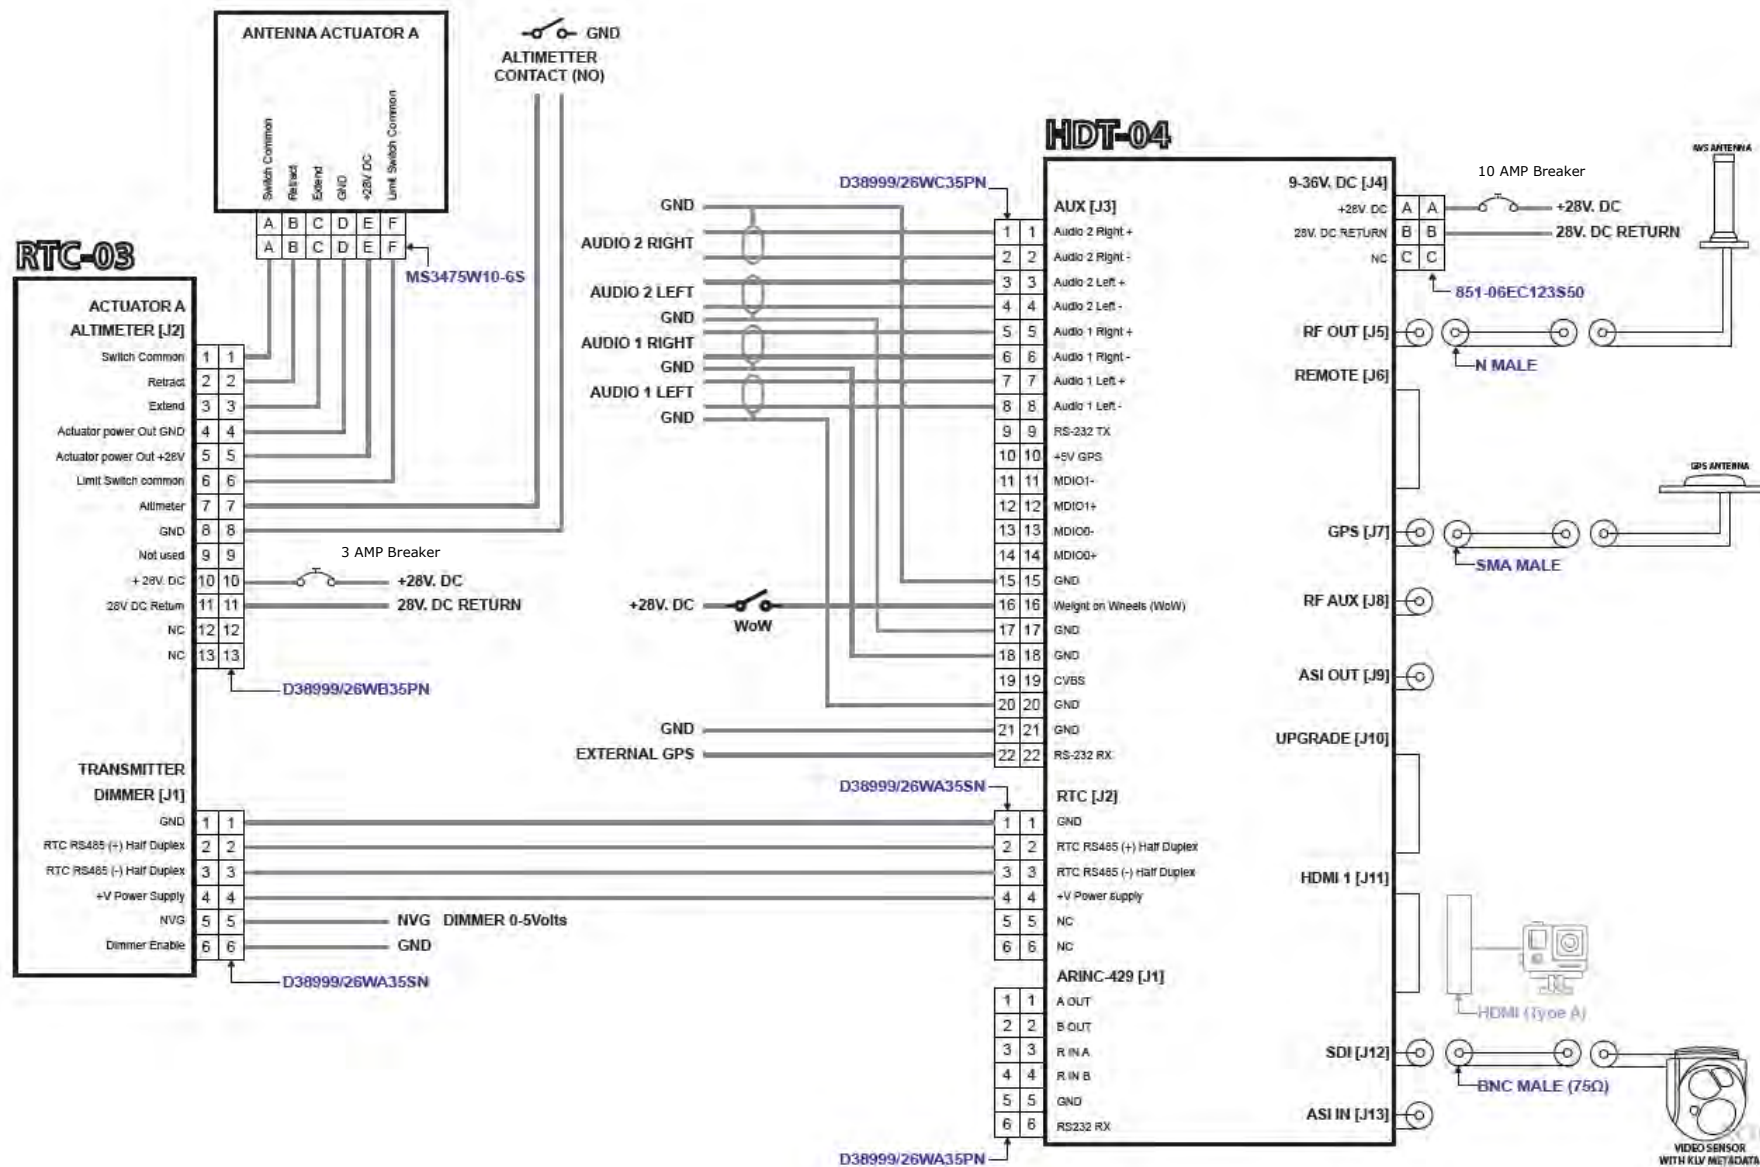 ANTENNA ACTUATOR A
Switch Common
Retract
Extend
GND
+28V DC
Limit Switch Common
A B C D E F
A B C D E F
MS3475W10-6S
GND
ALTIMETTER
CONTACT (NO)
RTC-03
ACTUATOR A
ALTIMETER [J2]
Switch Common 1 1
Retract 2 2
Extend 3 3
Actuator power Out GND 4 4
Actuator power Out +28V 5 5
Limit Switch common 6 6
Altimeter 7 7
GND 8 8
Not used 9 9
+ 28V. DC 10 10
28V DC Return 11 11
NC 12 12
NC 13 13
3 AMP Breaker
+28V. DC
28V. DC RETURN
D38999/26WB35PN
TRANSMITTER
DIMMER [J1]
GND 1 1
RTC RS485 (+) Half Duplex 2 2
RTC RS485 (-) Half Duplex 3 3
+V Power Supply 4 4
NVG 5 5
Dimmer Enable 6 6
NVG DIMMER 0-5Volts
GND
D38999/26WA35SN
GND
AUDIO 2 RIGHT
AUDIO 2 LEFT
GND
AUDIO 1 RIGHT
GND
AUDIO 1 LEFT
GND
+28V. DC
WoW
GND
EXTERNAL GPS
HDT-04
D38999/26WC35PN
AUX [J3]
1 1 Audio 2 Right +
2 2 Audio 2 Right -
3 3 Audio 2 Left +
4 4 Audio 2 Left -
5 5 Audio 1 Right +
6 6 Audio 1 Right -
7 7 Audio 1 Left +
8 8 Audio 1 Left -
9 9 RS-232 TX
10 10 +5V GPS
11 11 MDIO1-
12 12 MDIO1+
13 13 MDIO0-
14 14 MDIO0+
15 15 GND
16 16 Weight on Wheels (WoW)
17 17 GND
18 18 GND
19 19 CVBS
20 20 GND
21 21 GND
22 22 RS-232 RX
D38999/26WA35SN
RTC [J2]
1 1 GND
2 2 RTC RS485 (+) Half Duplex
3 3 RTC RS485 (-) Half Duplex
4 4 +V Power supply
5 5 NC
6 6 NC
ARINC-429 [J1]
1 1 A OUT
2 2 B OUT
3 3 R IN A
4 4 R IN B
5 5 GND
6 6 RS232 RX
D38999/26WA35PN
9-36V. DC [J4]
+28V. DC A A
28V. DC RETURN B B
NC C C
10 AMP Breaker
+28V. DC
28V. DC RETURN
851-06EC123S50
RF OUT [J5]
N MALE
REMOTE [J6]
GPS [J7]
SMA MALE
RF AUX [J8]
ASI OUT [J9]
UPGRADE [J10]
HDMI 1 [J11]
HDMI (Type A)
SDI [J12]
BNC MALE (75Ω)
ASI IN [J13]
ANTENNA
GPS ANTENNA
VIDEO SENSOR
WITH KLV METADATA